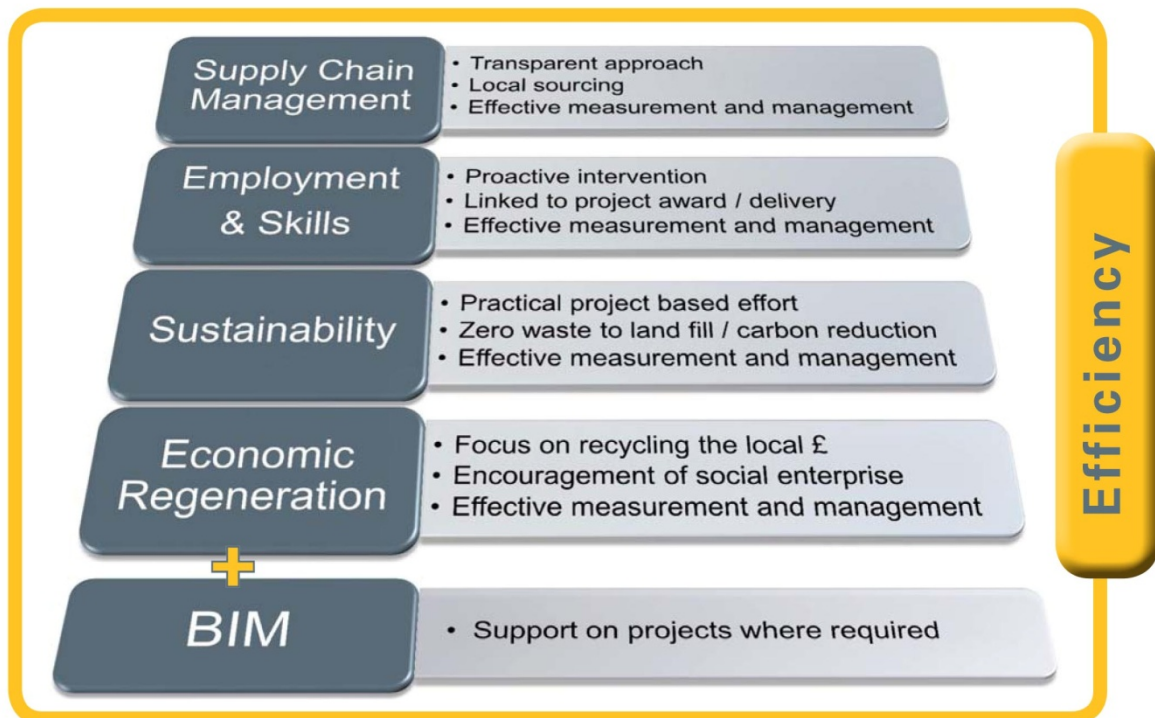 Supply Chain
Management
• Transparent approach
• Local sourcing
• Effective measurement and management
Employment
& Skills
• Proactive intervention
• Linked to project award / delivery
• Effective measurement and management
Sustainability
• Practical project based effort
• Zero waste to land fill / carbon reduction
• Effective measurement and management
Economic
Regeneration
• Focus on recycling the local £
• Encouragement of social enterprise
• Effective measurement and management
+
BIM
• Support on projects where required
Efficiency